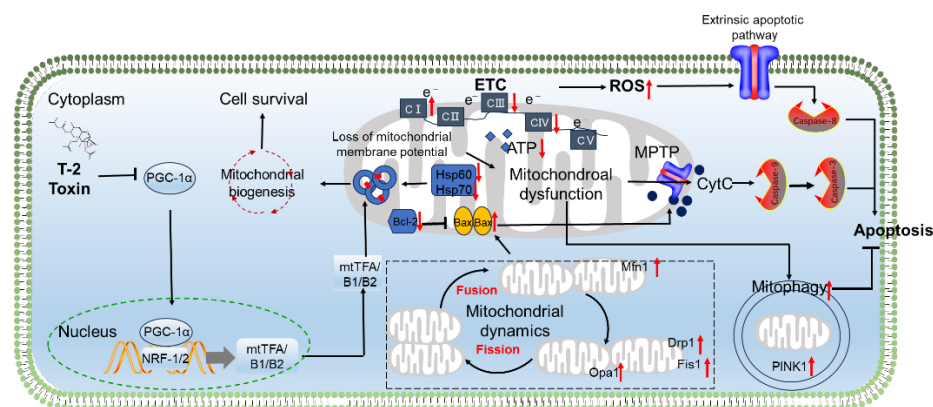 Extrinsic apoptotic
pathway
Cytoplasm
T-2
Toxin
PGC-1α
Cell survival
Mitochondrial
biogenesis
ETC
e⁻
e⁻
e⁻
e⁻
C I
C II
CIII
CIV
C V
ROS
Caspase-8
Loss of mitochondrial
membrane potential
ATP
Hsp60
Hsp70
Mitochondroal
dysfunction
MPTP
CytC
Caspase-9
Caspase-3
Bcl-2
Bax
Bax
Apoptosis
mtTFA/
B1/B2
Mfn1
Fusion
Mitochondrial
dynamics
Fission
Drp1
Fis1
Opa1
Mitophagy
PINK1
Nucleus
PGC-1α
NRF-1/2
mtTFA/
B1/B2